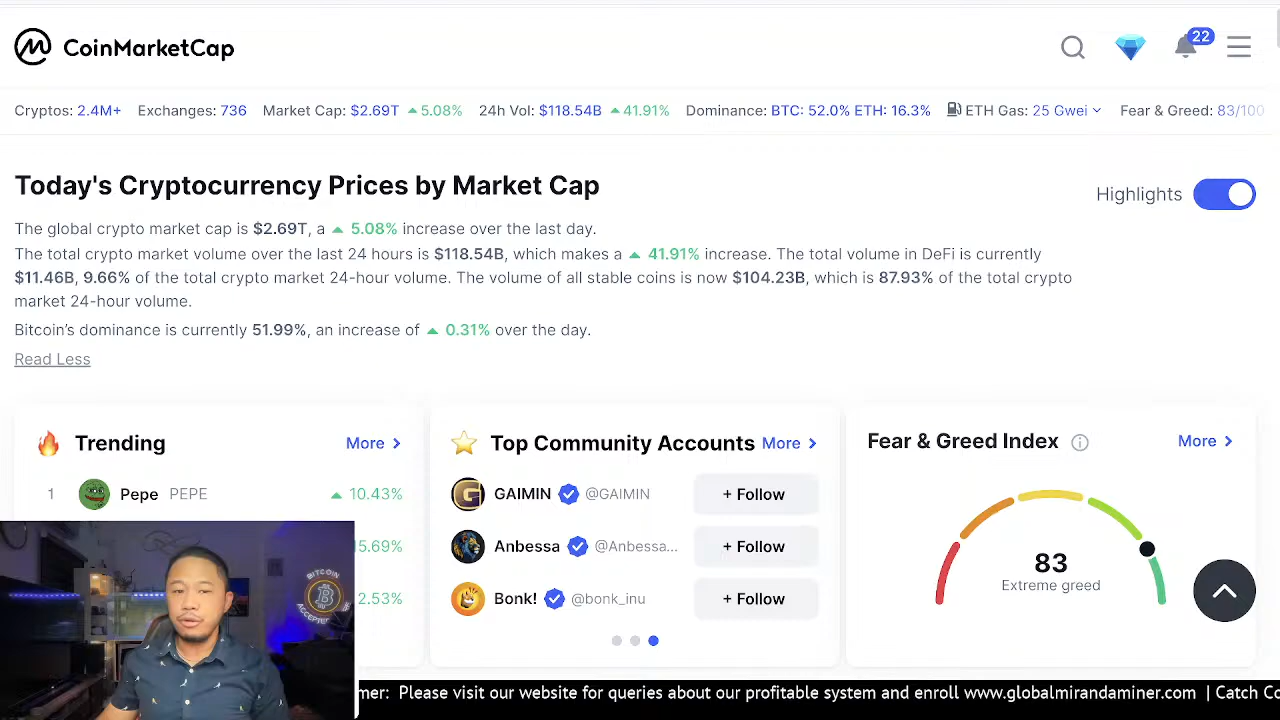 CoinMarketCap
22
Cryptos: 2.4M+ Exchanges: 736 Market Cap: $2.69T 5.08% 24h Vol: $118.54B 41.91% Dominance: BTC: 52.0% ETH: 16.3% ETH Gas: 25 Gwei Fear & Greed: 83/100
Today's Cryptocurrency Prices by Market Cap
Highlights
The global crypto market cap is $2.69T, a 5.08% increase over the last day.
The total crypto market volume over the last 24 hours is $118.54B, which makes a 41.91% increase. The total volume in DeFi is currently
$11.46B, 9.66% of the total crypto market 24-hour volume. The volume of all stable coins is now $104.23B, which is 87.93% of the total crypto
market 24-hour volume.
Bitcoin's dominance is currently 51.99%, an increase of 0.31% over the day.
Read Less
Trending More
1 Pepe PEPE 10.43%
5.69%
2.53%
Top Community Accounts More
GAIMIN @GAIMIN + Follow
Anbessa @Anbessa... + Follow
Bonk! @bonk_inu + Follow
Fear & Greed Index More
83
Extreme greed
BITCOIN
ACCEPTED
mer: Please visit our website for queries about our profitable system and enroll www.globalmirandaminer.com | Catch Co